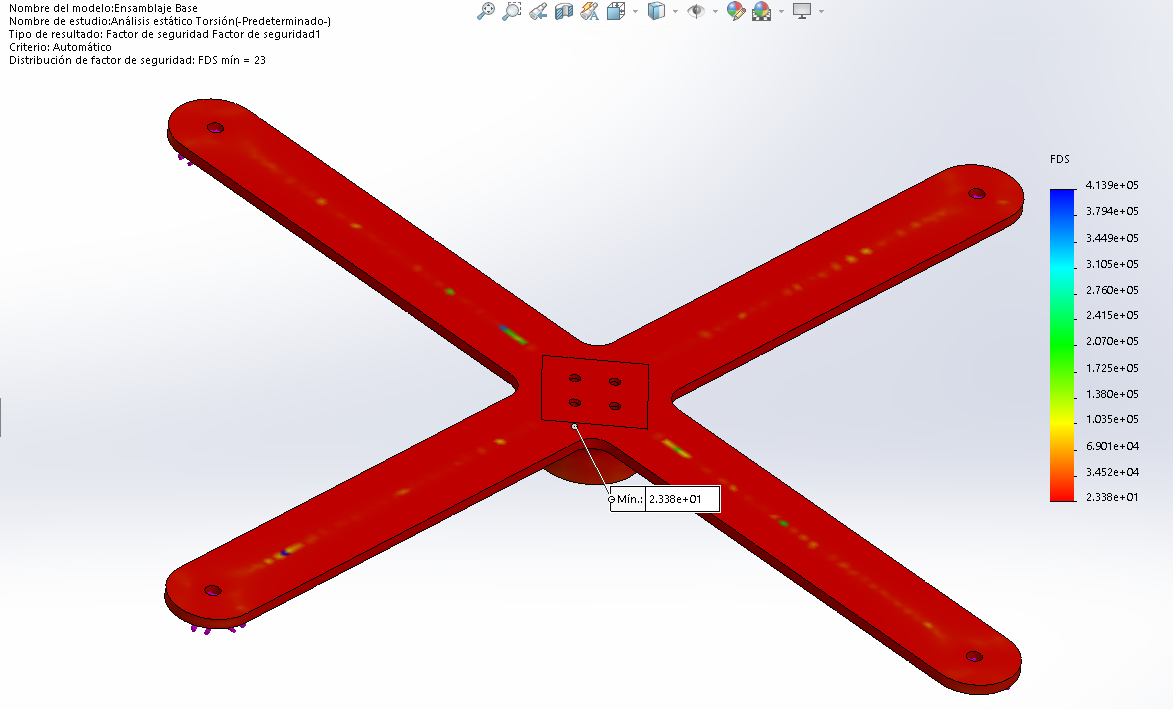 Nombre del modelo:Ensamblaje Base
Nombre de estudio:Análisis estático Torsión(-Predeterminado-)
Tipo de resultado: Factor de seguridad Factor de seguridad1
Criterio: Automático
Distribución de factor de seguridad: FDS mín = 23
FDS
4.139e+05
3.794e+05
3.449e+05
3.105e+05
2.760e+05
2.415e+05
2.070e+05
1.725e+05
1.380e+05
1.035e+05
6.901e+04
3.452e+04
2.338e+01
Mín.: 2.338e+01